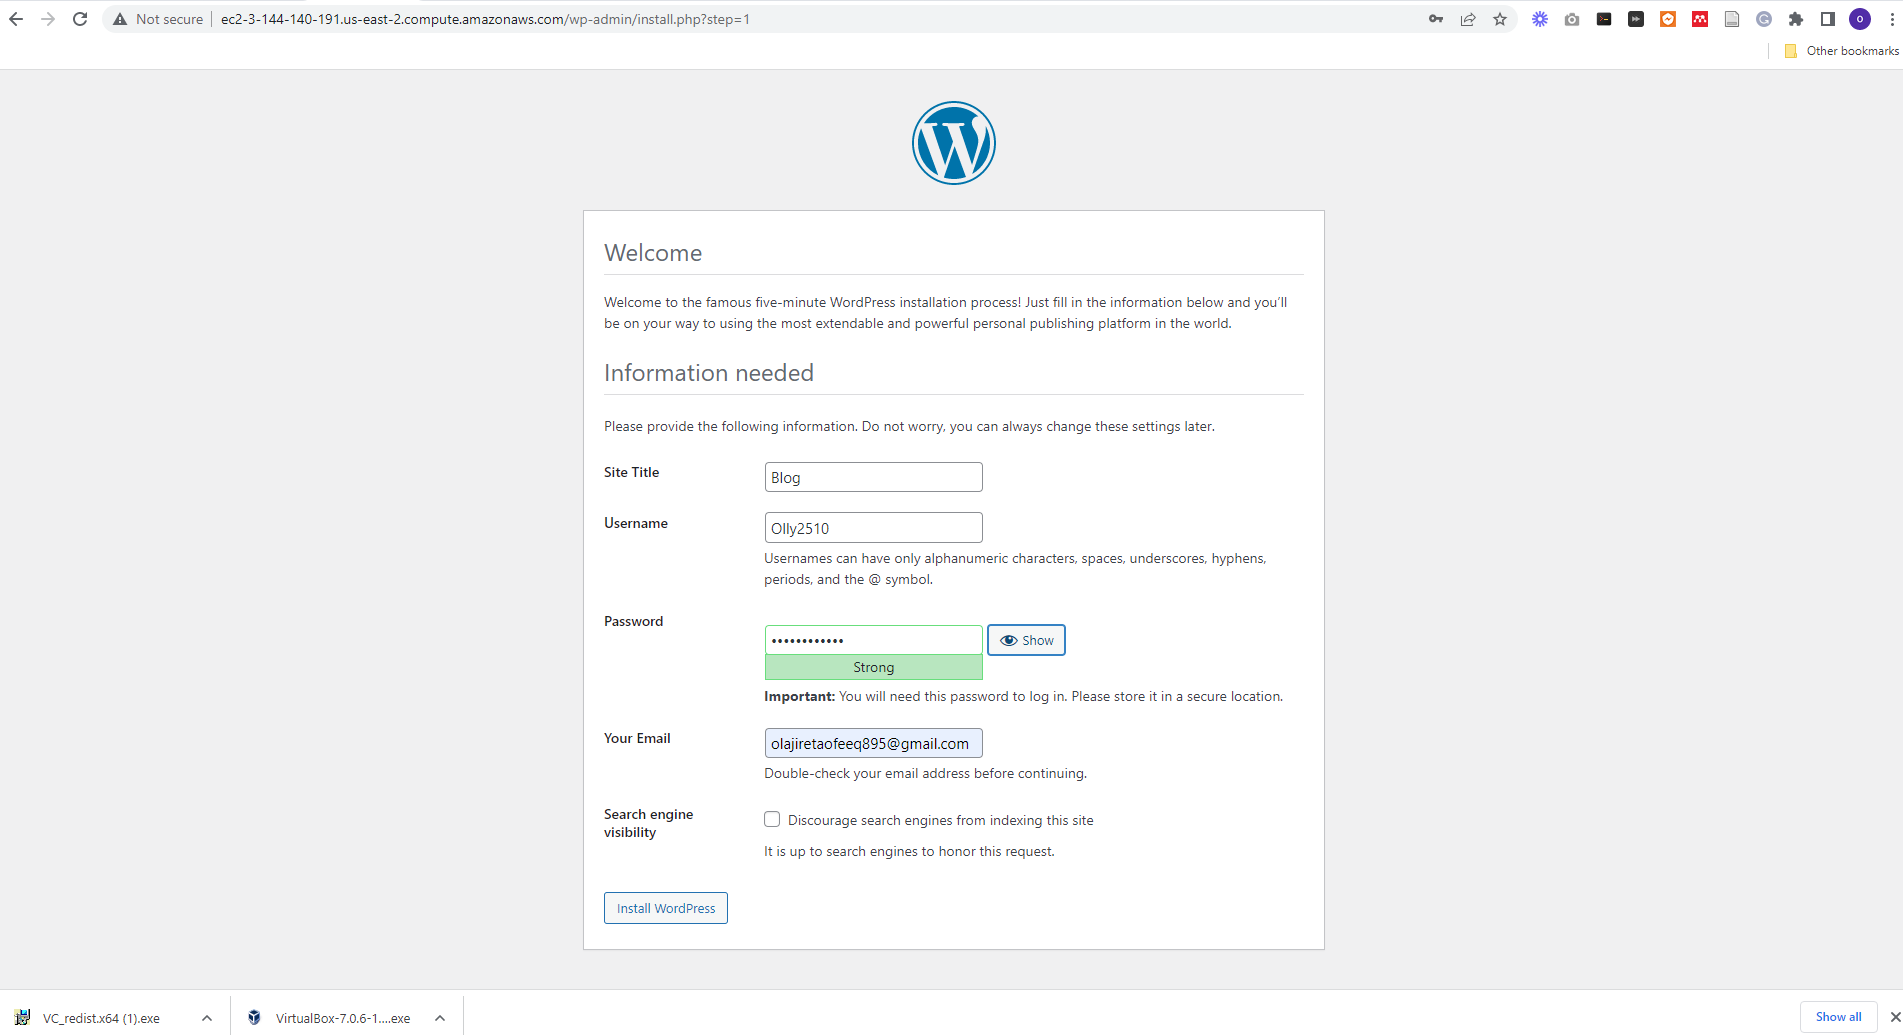 Not secure
ec2-3-144-140-191.us-east-2.compute.amazonaws.com/wp-admin/install.php?step=1
Other bookmarks
Welcome
Welcome to the famous five-minute WordPress installation process! Just fill in the information below and you’ll
be on your way to using the most extendable and powerful personal publishing platform in the world.
Information needed
Please provide the following information. Do not worry, you can always change these settings later.
Site Title
Blog
Username
Olly2510
Usernames can have only alphanumeric characters, spaces, underscores, hyphens,
periods, and the @ symbol.
Password
••••••••••••
Show
Strong
Important: You will need this password to log in. Please store it in a secure location.
Your Email
olajiretaofeeq895@gmail.com
Double-check your email address before continuing.
Search engine
visibility
Discourage search engines from indexing this site
It is up to search engines to honor this request.
Install WordPress
VC_redist.x64 (1).exe
VirtualBox-7.0.6-1....exe
Show all